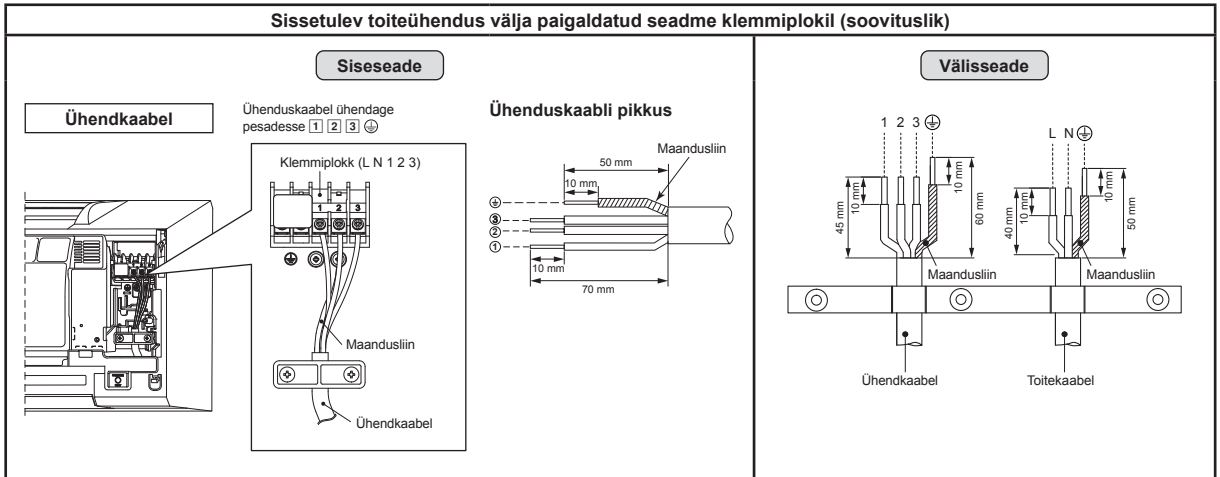 Sissetulev toiteühendus välja paigaldatud seadme klemmiplokil (soovituslik)
Siseseade
Ühendkaabel
Ühenduskaabel ühendage
pesadesse 1 2 3 ⏚
Klemmiplokk (L N 1 2 3)
1 2 3
Maandusliin
Ühendkaabel
Ühenduskaabli pikkus
Maandusliin
50 mm
10 mm
③
②
①
10 mm
70 mm
Välisseade
1 2 3 ⏚
45 mm
10 mm
10 mm
60 mm
Maandusliin
Ühendkaabel
L N ⏚
40 mm
10 mm
10 mm
50 mm
Maandusliin
Toitekaabel